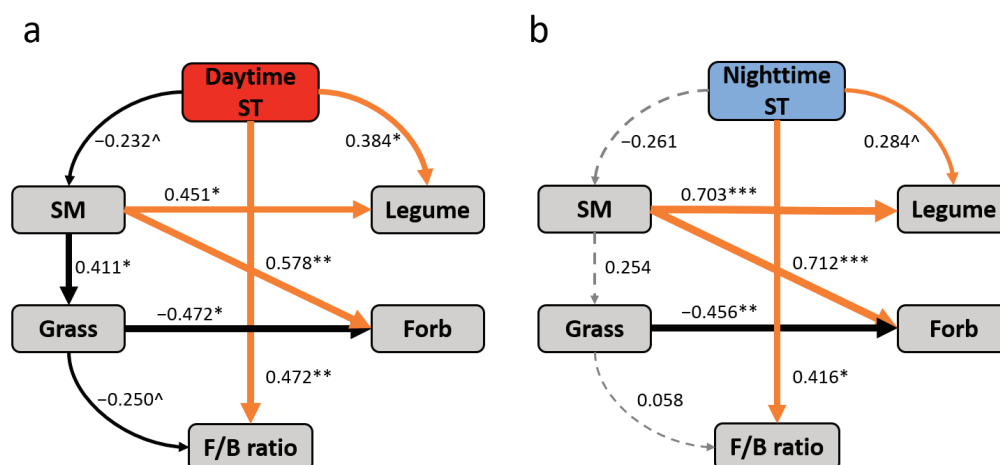 a
Daytime
ST
−0.232^
0.384*
SM
0.451*
Legume
0.411*
0.578**
Grass
−0.472*
Forb
−0.250^
0.472**
F/B ratio
b
Nighttime
ST
−0.261
0.284^
SM
0.703***
Legume
0.254
0.712***
Grass
−0.456**
Forb
0.058
0.416*
F/B ratio